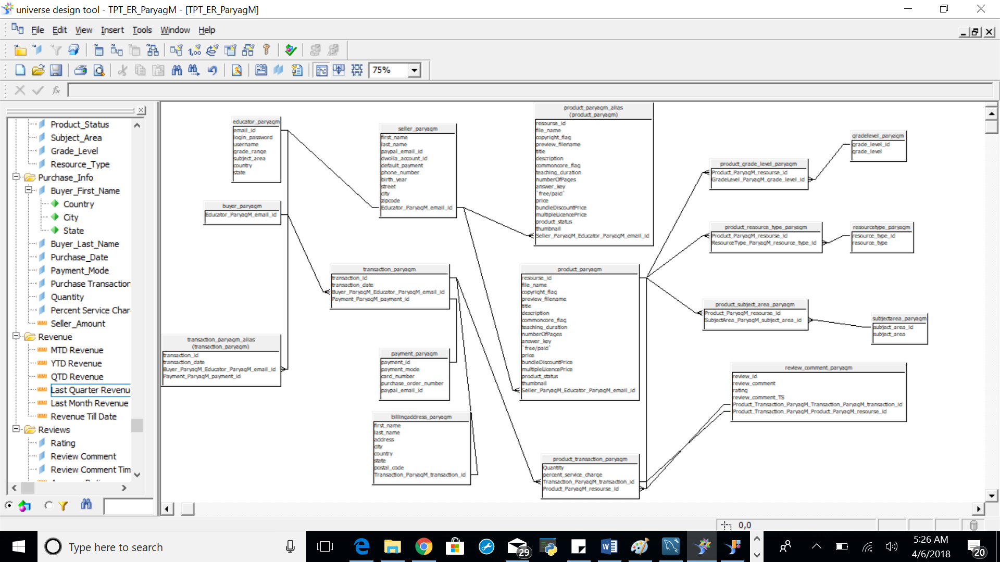 universe design tool - TPT_ER_ParyagM - [TPT_ER_ParyagM]
File Edit View Insert Tools Window Help
75%
Product_Status
Subject_Area
Grade_Level
Resource_Type
Purchase_Info
Buyer_First_Name
Country
City
State
Buyer_Last_Name
Purchase_Date
Payment_Mode
Purchase Transaction
Quantity
Percent Service Char
Seller_Amount
Revenue
MTD Revenue
YTD Revenue
QTD Revenue
Last Quarter Revenu
Last Month Revenue
Revenue Till Date
Reviews
Rating
Review Comment
Review Comment Tim
educator_paryagm
email_id
login_password
username
grade_range
subject_area
country
state
buyer_paryagm
Educator_ParyagM_email_id
transaction_paryagm_alias
(transaction_paryagm)
transaction_id
transaction_date
Buyer_ParyagM_Educator_ParyagM_email_id
Payment_ParyagM_payment_id
seller_paryagm
first_name
last_name
paypal_email_id
dwolla_account_id
default_payment
phone_number
birth_year
street
city
zipcode
Educator_ParyagM_email_id
transaction_paryagm
transaction_id
transaction_date
Buyer_ParyagM_Educator_ParyagM_email_id
Payment_ParyagM_payment_id
payment_paryagm
payment_id
payment_mode
card_number
purchase_order_number
paypal_email_id
billingaddress_paryagm
first_name
last_name
address
city
country
state
postal_code
Transaction_ParyagM_transaction_id
product_paryagm_alias
(product_paryagm)
resourse_id
file_name
copyright_flag
preview_filename
title
description
commoncore_flag
teaching_duration
numberOfPages
answer_key
`free/paid`
price
bundleDiscountPrice
multipleLicencePrice
product_status
thumbnail
Seller_ParyagM_Educator_ParyagM_email_id
product_paryagm
resourse_id
file_name
copyright_flag
preview_filename
title
description
commoncore_flag
teaching_duration
numberOfPages
answer_key
`free/paid`
price
bundleDiscountPrice
multipleLicencePrice
product_status
thumbnail
Seller_ParyagM_Educator_ParyagM_email_id
product_transaction_paryagm
Quantity
percent_service_charge
Transaction_ParyagM_transaction_id
Product_ParyagM_resourse_id
product_grade_level_paryagm
Product_ParyagM_resourse_id
GradeLevel_ParyagM_grade_level_id
gradelevel_paryagm
grade_level_id
grade_level
product_resource_type_paryagm
Product_ParyagM_resourse_id
ResourceType_ParyagM_resource_type_id
resourcetype_paryagm
resource_type_id
resource_type
product_subject_area_paryagm
Product_ParyagM_resourse_id
SubjectArea_ParyagM_subject_area_id
subjectarea_paryagm
subject_area_id
subject_area
review_comment_paryagm
review_id
review_comment
rating
review_comment_TS
Product_Transaction_ParyagM_Transaction_ParyagM_transaction_id
Product_Transaction_ParyagM_Product_ParyagM_resourse_id
0,0
Type here to search
29
5:26 AM
4/6/2018
20